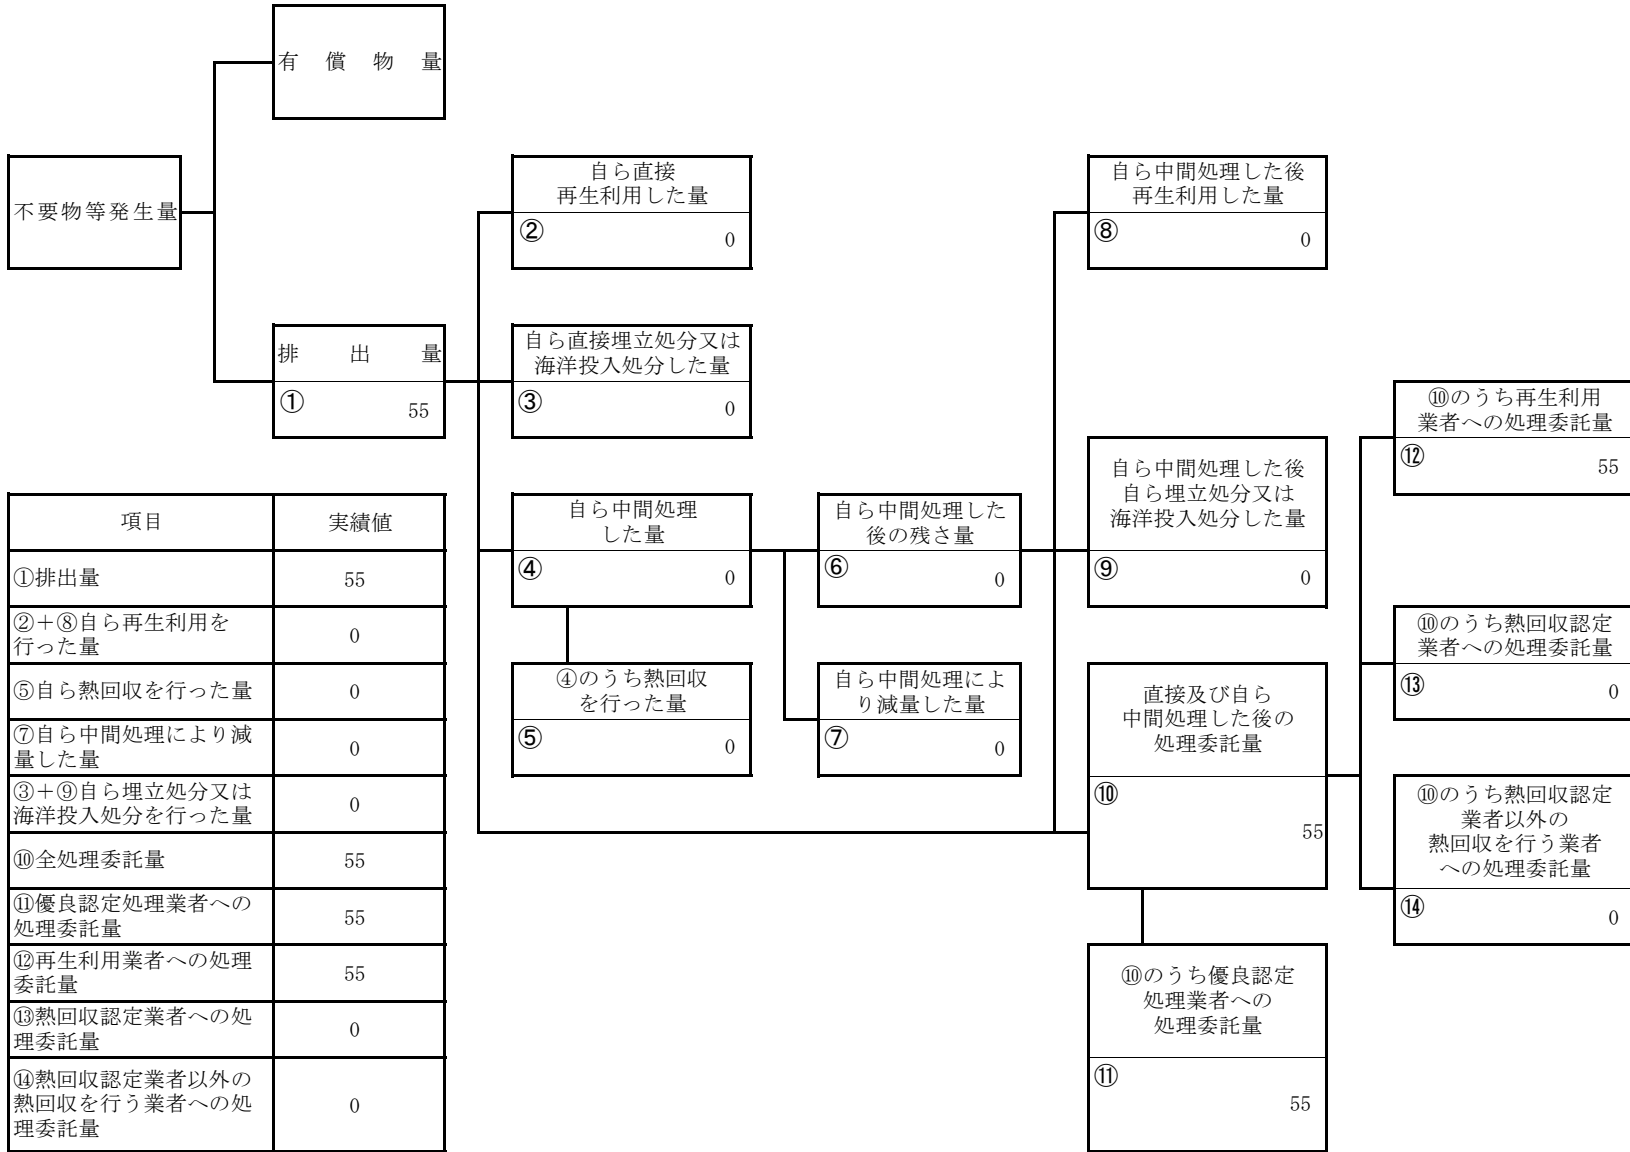 有償物量
不要物等発生量
排出量
①
55
自ら直接
再生利用した量
②
0
自ら直接埋立処分又は
海洋投入処分した量
③
0
自ら中間処理
した量
④
0
④のうち熱回収
を行った量
⑤
0
自ら中間処理した
後の残さ量
⑥
0
自ら中間処理によ
り減量した量
⑦
0
自ら中間処理した後
再生利用した量
⑧
0
自ら中間処理した後
自ら埋立処分又は
海洋投入処分した量
⑨
0
直接及び自ら
中間処理した後の
処理委託量
⑩
55
⑩のうち優良認定
処理業者への
処理委託量
⑪
55
⑩のうち再生利用
業者への処理委託量
⑫
55
⑩のうち熱回収認定
業者への処理委託量
⑬
0
⑩のうち熱回収認定
業者以外の
熱回収を行う業者
への処理委託量
⑭
0
項目 実績値
①排出量 55
②＋⑧自ら再生利用を
行った量 0
⑤自ら熱回収を行った量 0
⑦自ら中間処理により減
量した量 0
③＋⑨自ら埋立処分又は
海洋投入処分を行った量 0
⑩全処理委託量 55
⑪優良認定処理業者への
処理委託量 55
⑫再生利用業者への処理
委託量 55
⑬熱回収認定業者への処
理委託量 0
⑭熱回収認定業者以外の
熱回収を行う業者への処
理委託量 0